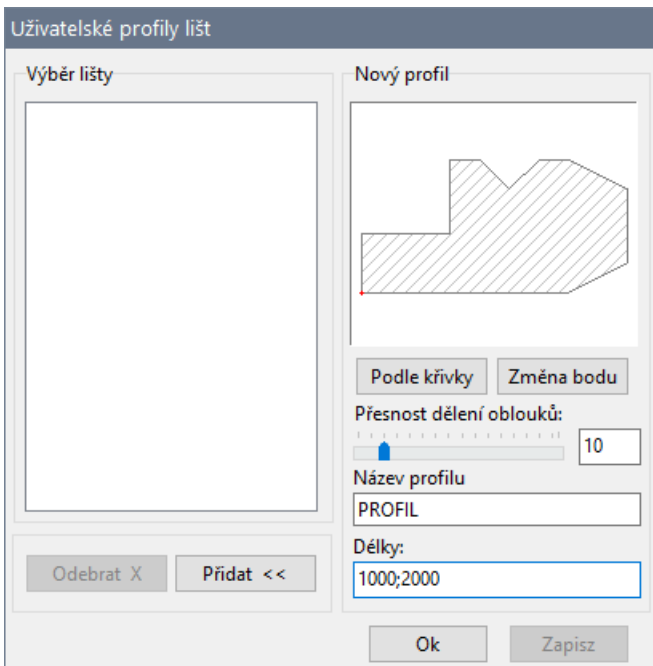 Uživatelské profily lišt
Výběr lišty
Odebrat X
Přidat <<
Nový profil
Podle křivky
Změna bodu
Přesnost dělení oblouků:
10
Název profilu
PROFIL
Délky:
1000;2000
Ok
Zapisz